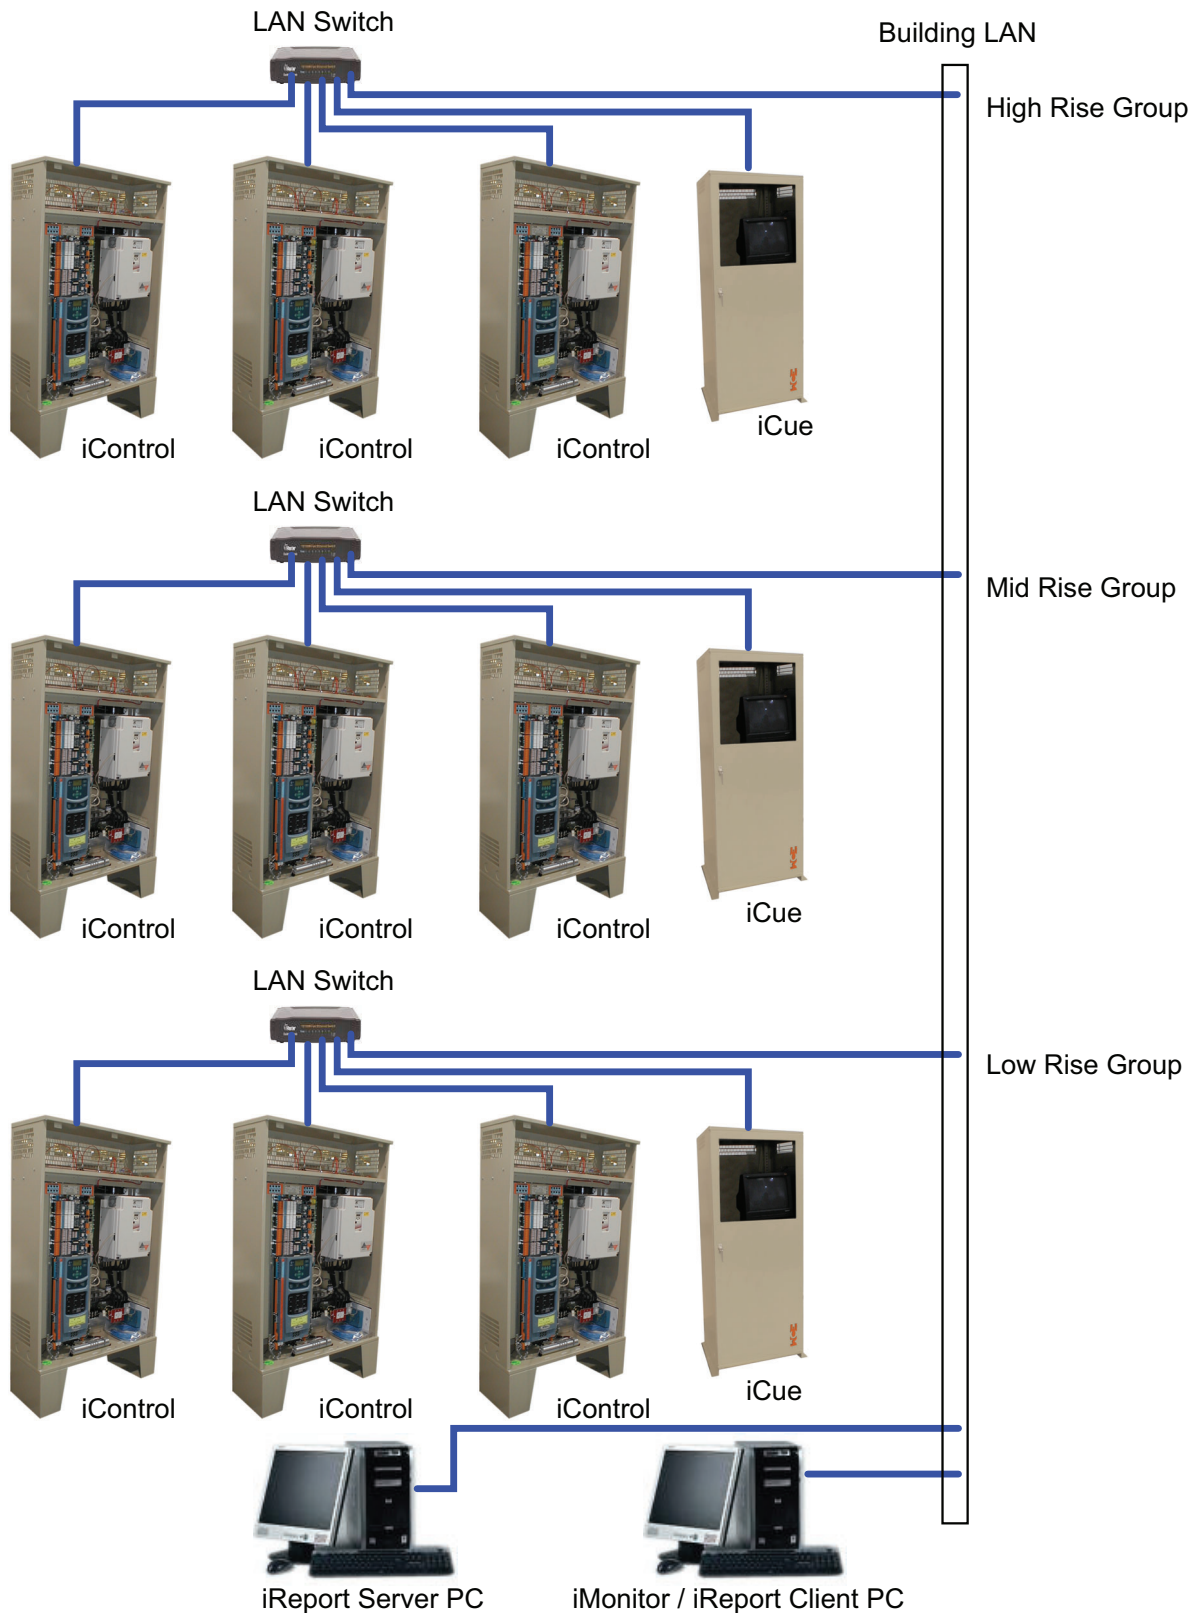 LAN Switch
Building LAN
High Rise Group
iControl
iControl
iControl
iCue
LAN Switch
Mid Rise Group
iControl
iControl
iControl
iCue
LAN Switch
Low Rise Group
iControl
iControl
iControl
iCue
iReport Server PC
iMonitor / iReport Client PC